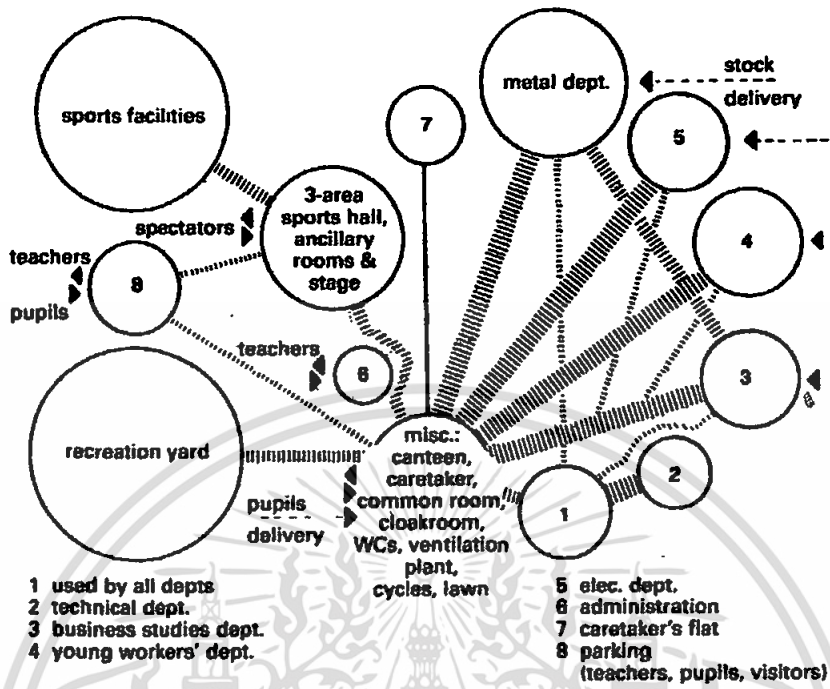 sports facilities
7
metal dept.
stock
delivery
5
3-area
sports hall,
ancillary
rooms &
stage
spectators
4
teachers
8
pupils
teachers
6
3
recreation yard
misc.:
canteen,
caretaker,
common room,
cloakroom,
WCs, ventilation
plant,
cycles, lawn
pupils
delivery
1
2
1 used by all depts
2 technical dept.
3 business studies dept.
4 young workers' dept.
5 elec. dept.
6 administration
7 caretaker's flat
8 parking
(teachers, pupils, visitors)